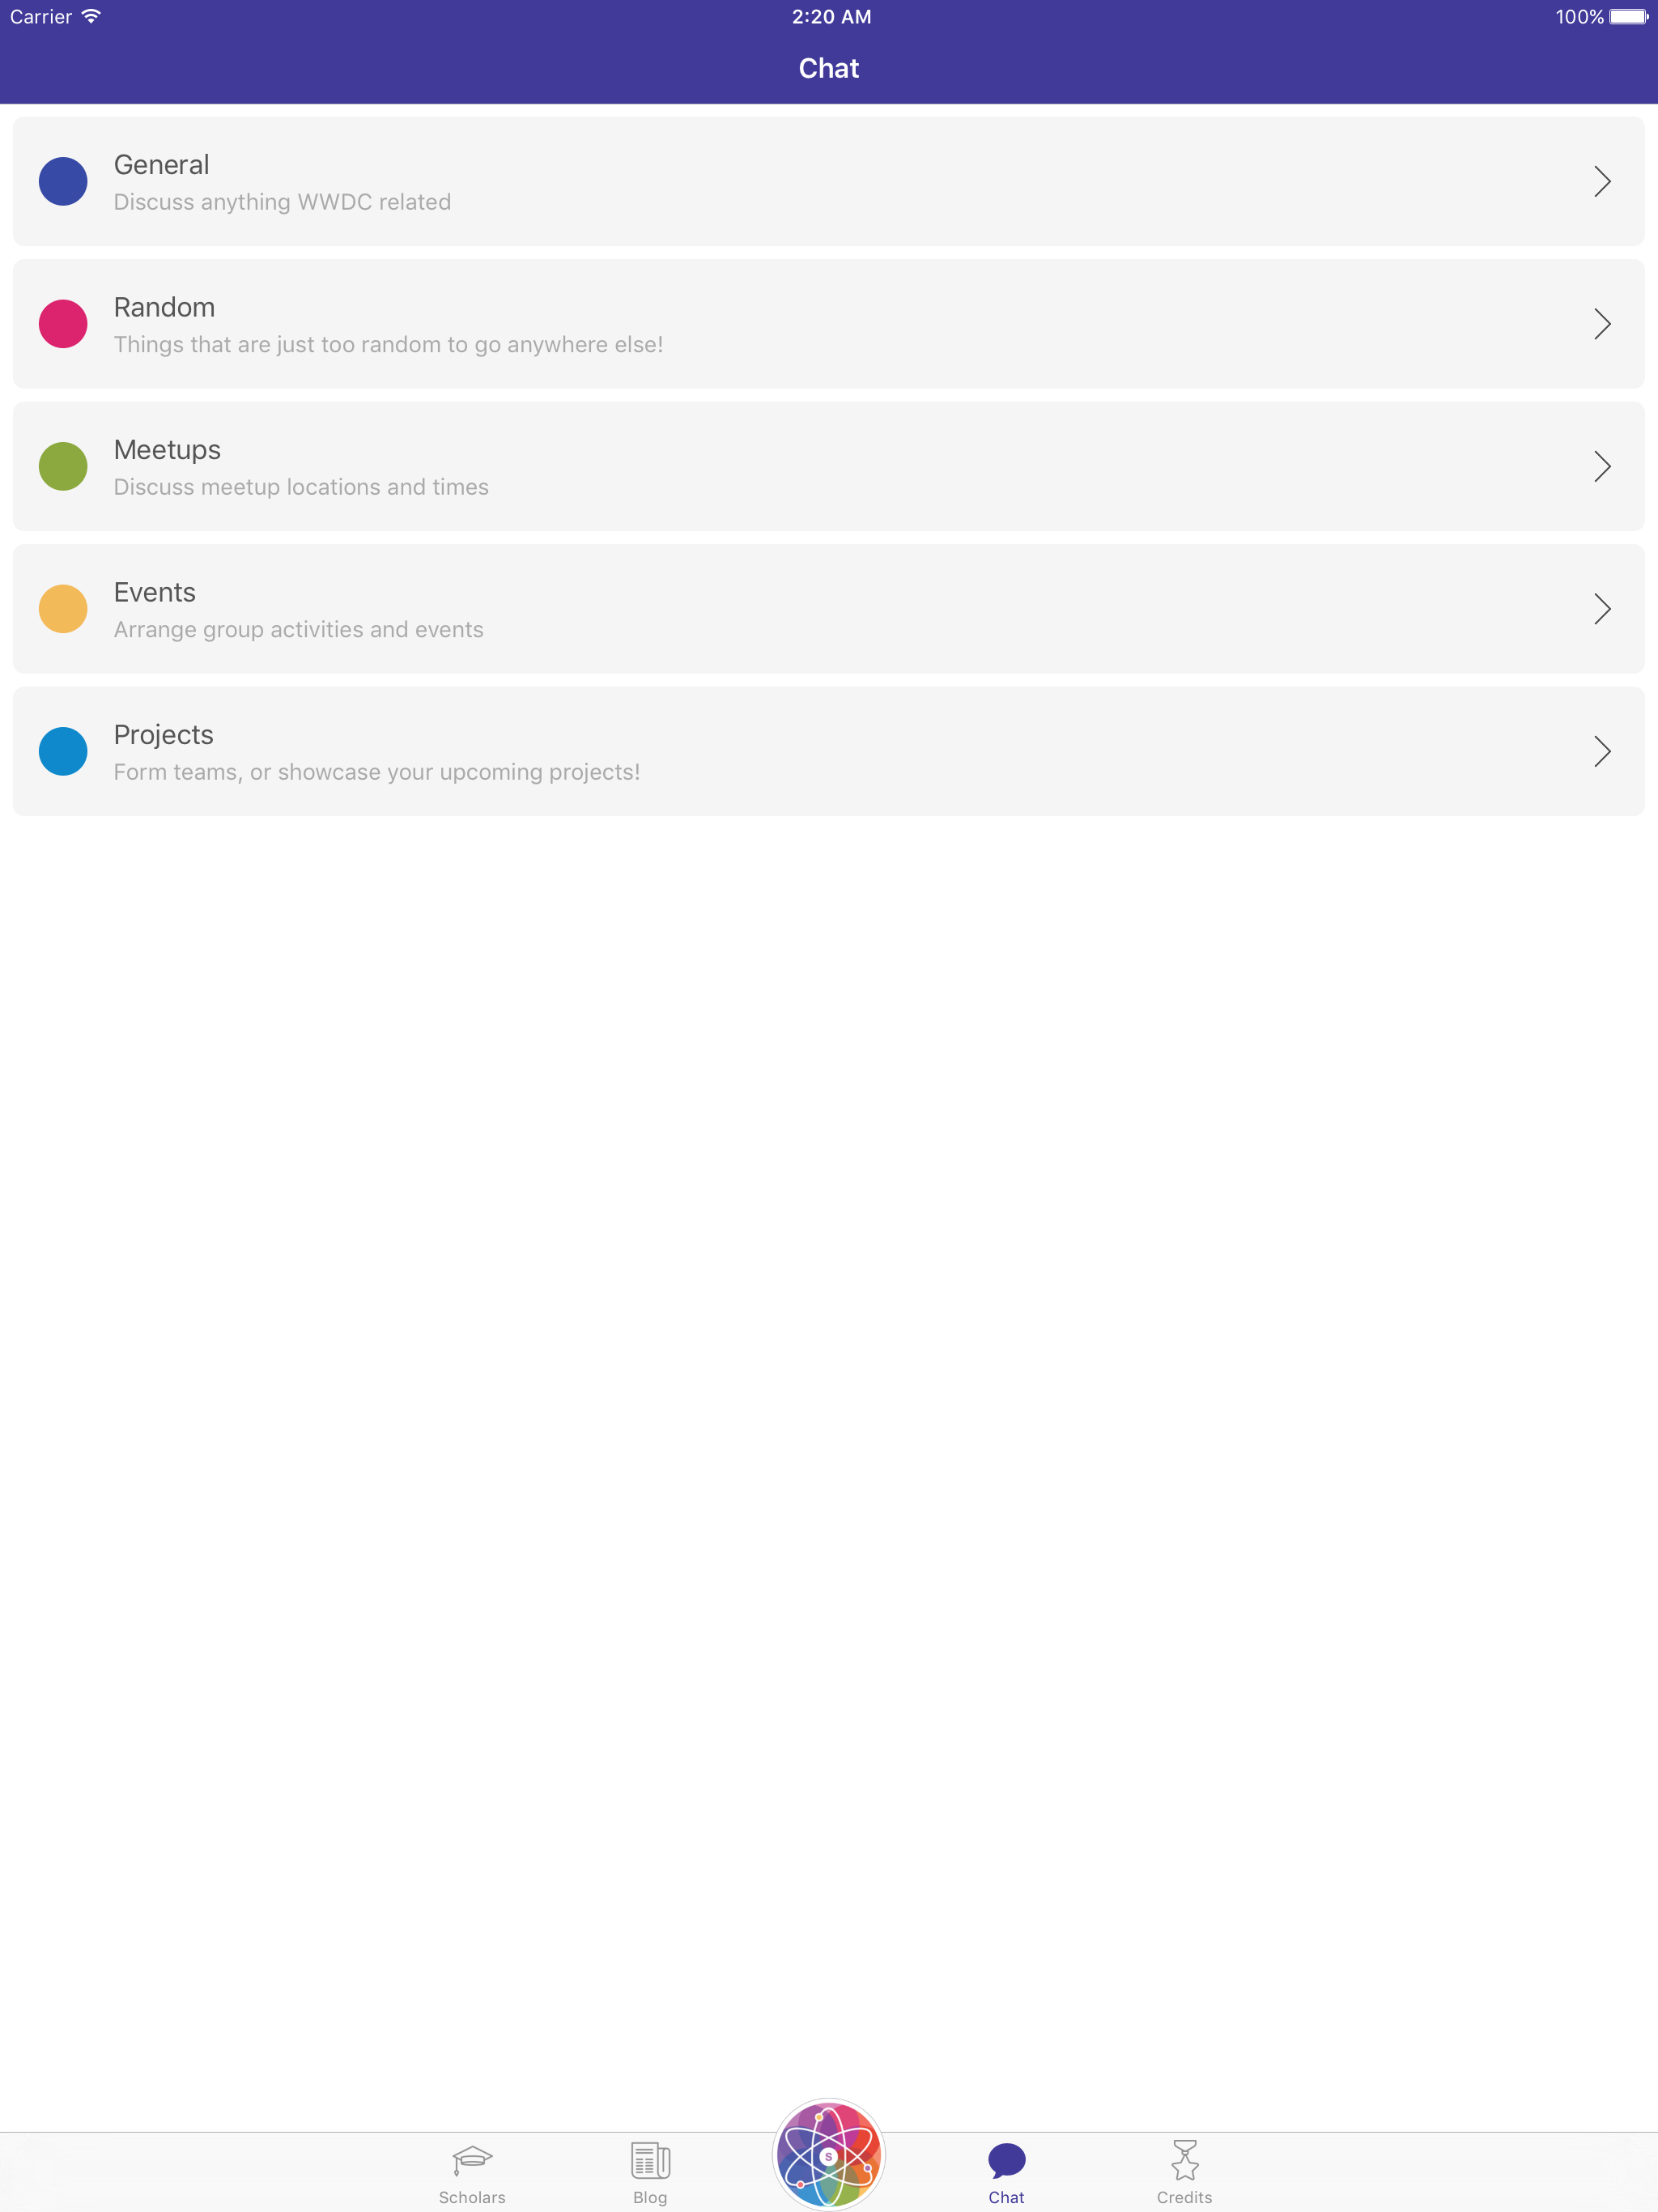 Carrier 2:20 AM 100%
Chat
General
Discuss anything WWDC related
Random
Things that are just too random to go anywhere else!
Meetups
Discuss meetup locations and times
Events
Arrange group activities and events
Projects
Form teams, or showcase your upcoming projects!
S
Scholars Blog Chat Credits